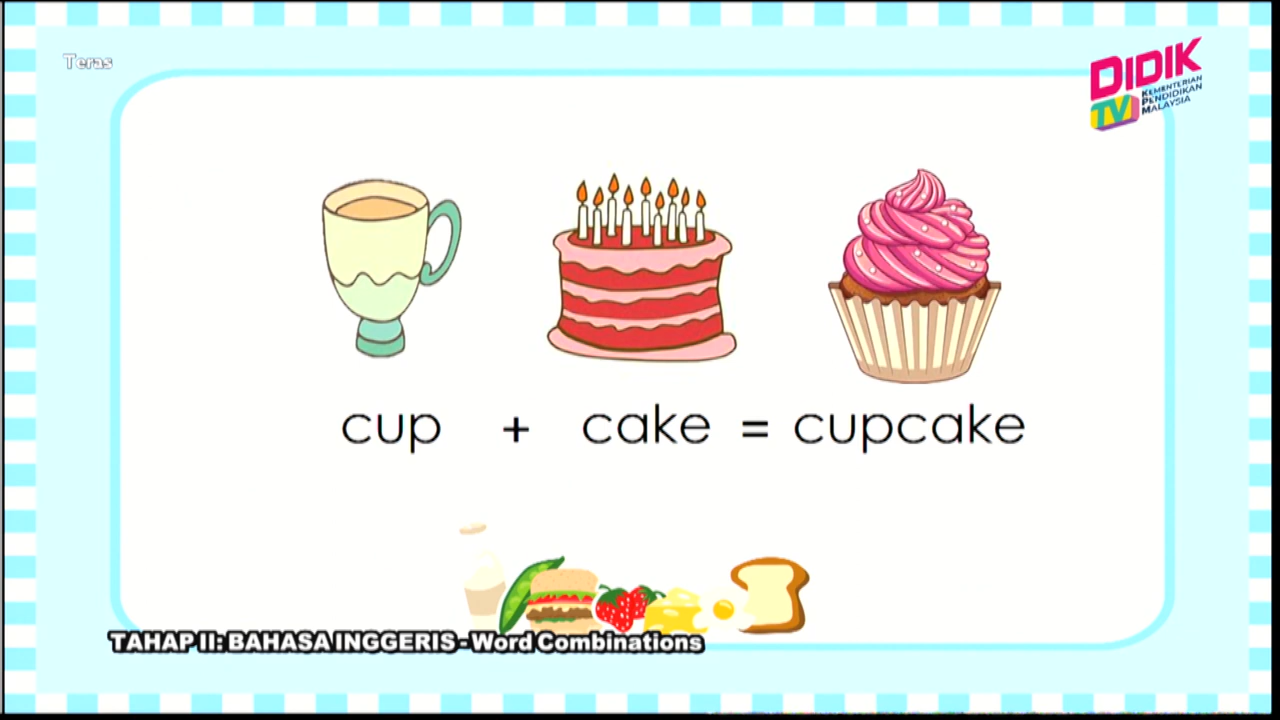 Teras
DIDIK
TV
KEMENTERIAN
PENDIDIKAN
MALAYSIA
cup + cake = cupcake
TAHAP II: BAHASA INGGERIS - Word Combinations